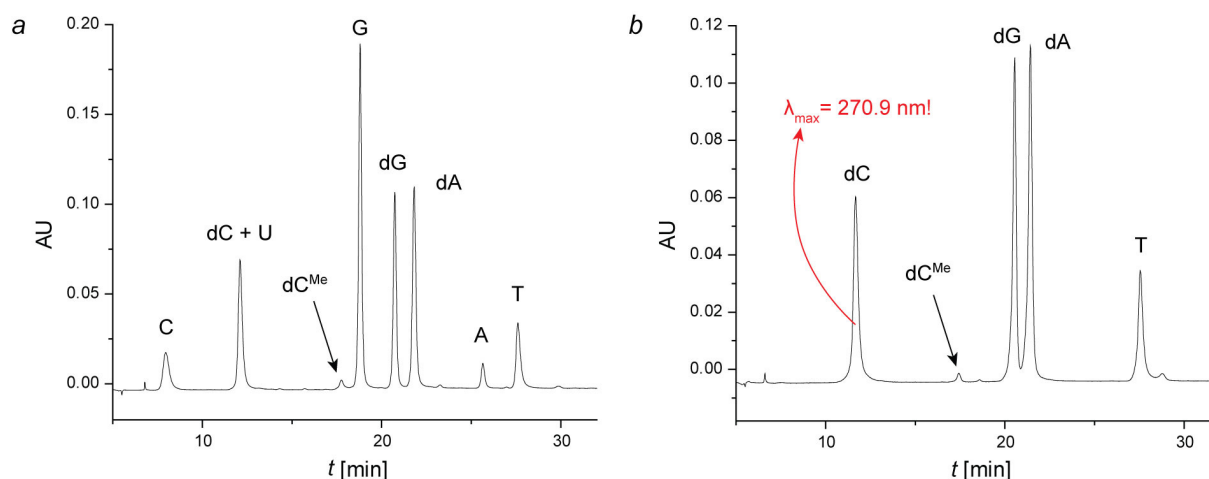 a
0.20
0.15
0.10
0.05
0.00
AU
G
dG
dA
dC + U
dC^Me
C
A
T
10
20
30
t [min]
b
0.12
0.10
0.08
0.06
0.04
0.02
0.00
AU
dG
dA
λmax= 270.9 nm!
dC
dC^Me
T
10
20
30
t [min]